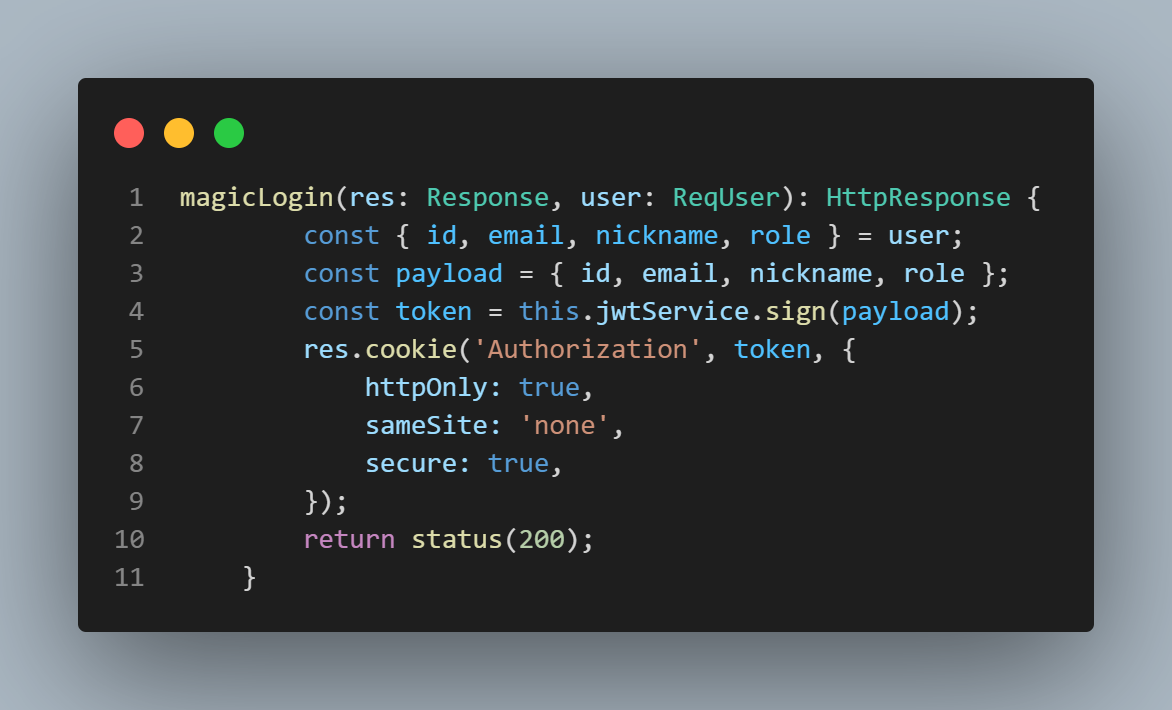 1 magicLogin(res: Response, user: ReqUser): HttpResponse {
2         const { id, email, nickname, role } = user;
3         const payload = { id, email, nickname, role };
4         const token = this.jwtService.sign(payload);
5         res.cookie('Authorization', token, {
6             httpOnly: true,
7             sameSite: 'none',
8             secure: true,
9         });
10         return status(200);
11     }